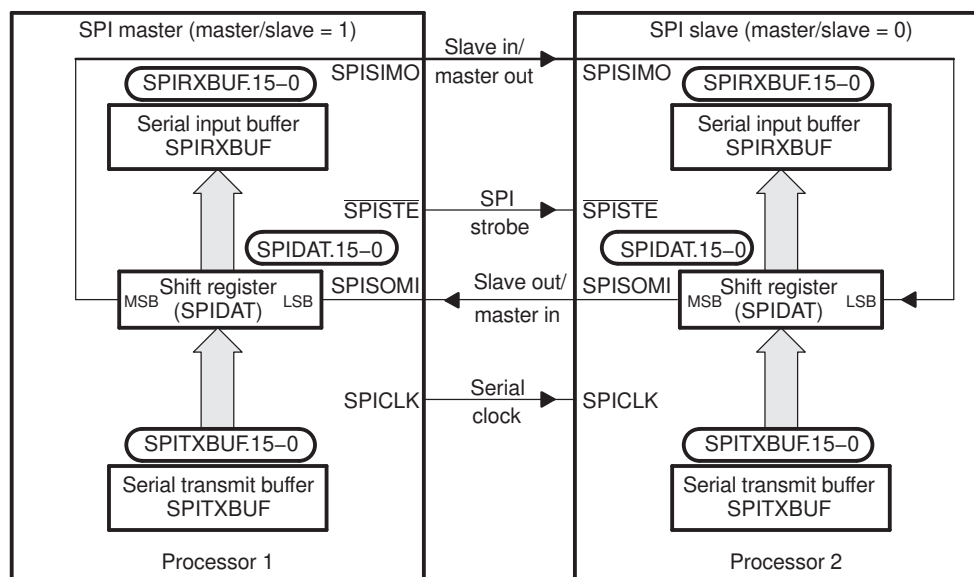 SPI master (master/slave = 1)
SPIRXBUF.15–0
Serial input buffer
SPIRXBUF
SPISIMO
SPISTE
SPIDAT.15–0
MSB
Shift register
(SPIDAT)
LSB
SPISOMI
SPICLK
SPITXBUF.15–0
Serial transmit buffer
SPITXBUF
Processor 1
Slave in/
master out
SPI
strobe
Slave out/
master in
Serial
clock
SPI slave (master/slave = 0)
SPISIMO
SPIRXBUF.15–0
Serial input buffer
SPIRXBUF
SPISTE
SPIDAT.15–0
SPISOMI
MSB
Shift register
(SPIDAT)
LSB
SPICLK
SPITXBUF.15–0
Serial transmit buffer
SPITXBUF
Processor 2